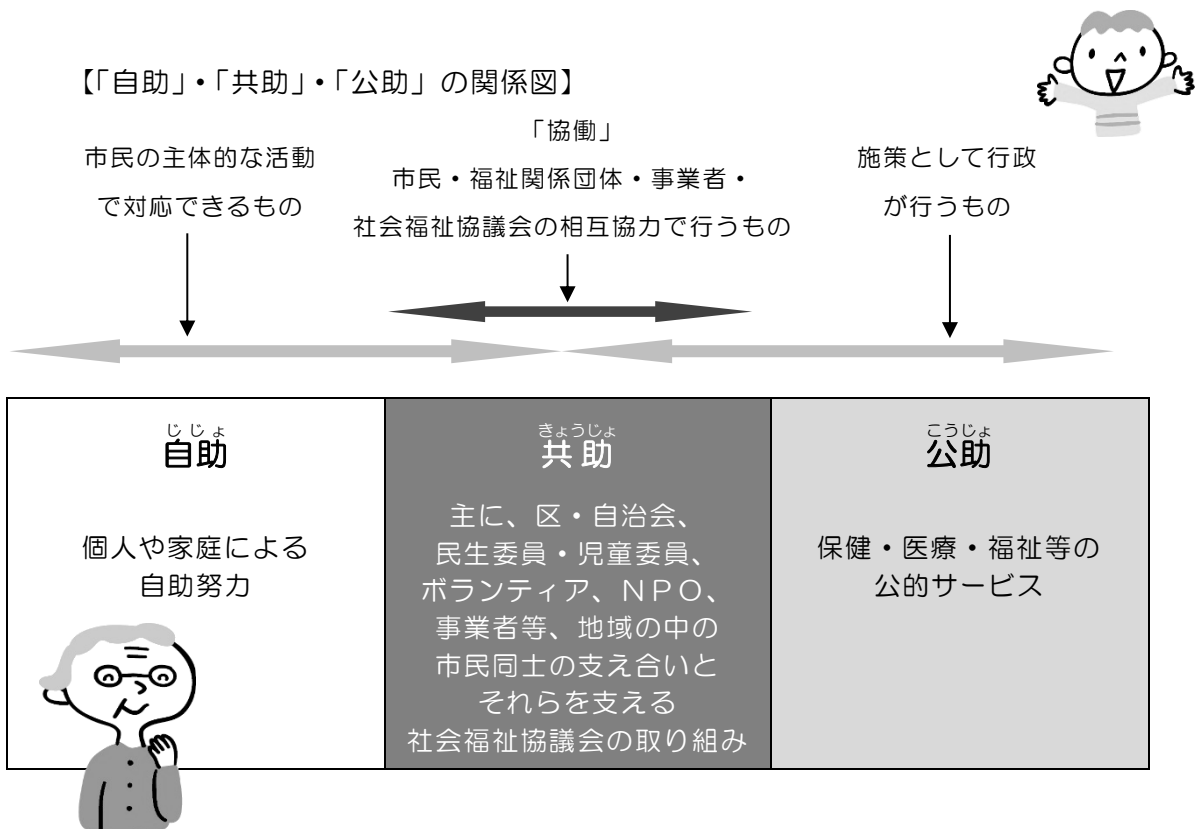 【「自助」・「共助」・「公助」の関係図】
市民の主体的な活動
で対応できるもの
「協働」
市民・福祉関係団体・事業者・
社会福祉協議会の相互協力で行うもの
施策として行政
が行うもの
じじょ
自助
個人や家庭による
自助努力
きょうじょ
共助
主に、区・自治会、
民生委員・児童委員、
ボランティア、ＮＰＯ、
事業者等、地域の中の
市民同士の支え合いと
それらを支える
社会福祉協議会の取り組み
こうじょ
公助
保健・医療・福祉等の
公的サービス